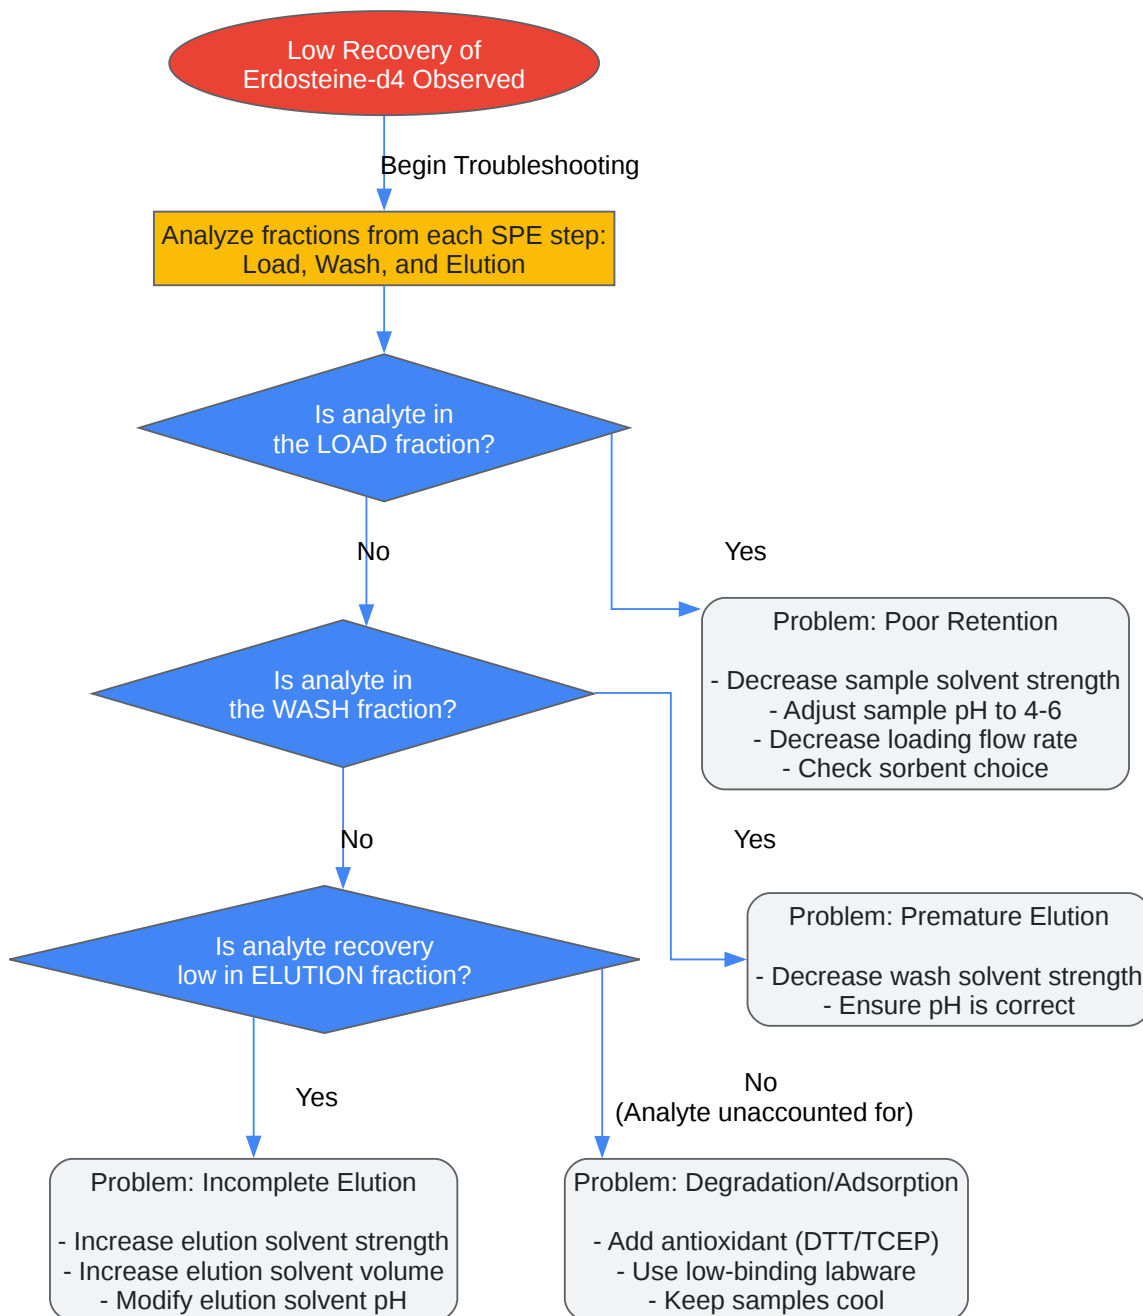 Low Recovery of
Erdosteine-d4 Observed
Begin Troubleshooting
Analyze fractions from each SPE step:
Load, Wash, and Elution
Is analyte in
the LOAD fraction?
No
Yes
Problem: Poor Retention
- Decrease sample solvent strength
- Adjust sample pH to 4-6
- Decrease loading flow rate
- Check sorbent choice
Is analyte in
the WASH fraction?
No
Yes
Problem: Premature Elution
- Decrease wash solvent strength
- Ensure pH is correct
Is analyte recovery
low in ELUTION fraction?
Yes
No
(Analyte unaccounted for)
Problem: Incomplete Elution
- Increase elution solvent strength
- Increase elution solvent volume
- Modify elution solvent pH
Problem: Degradation/Adsorption
- Add antioxidant (DTT/TCEP)
- Use low-binding labware
- Keep samples cool